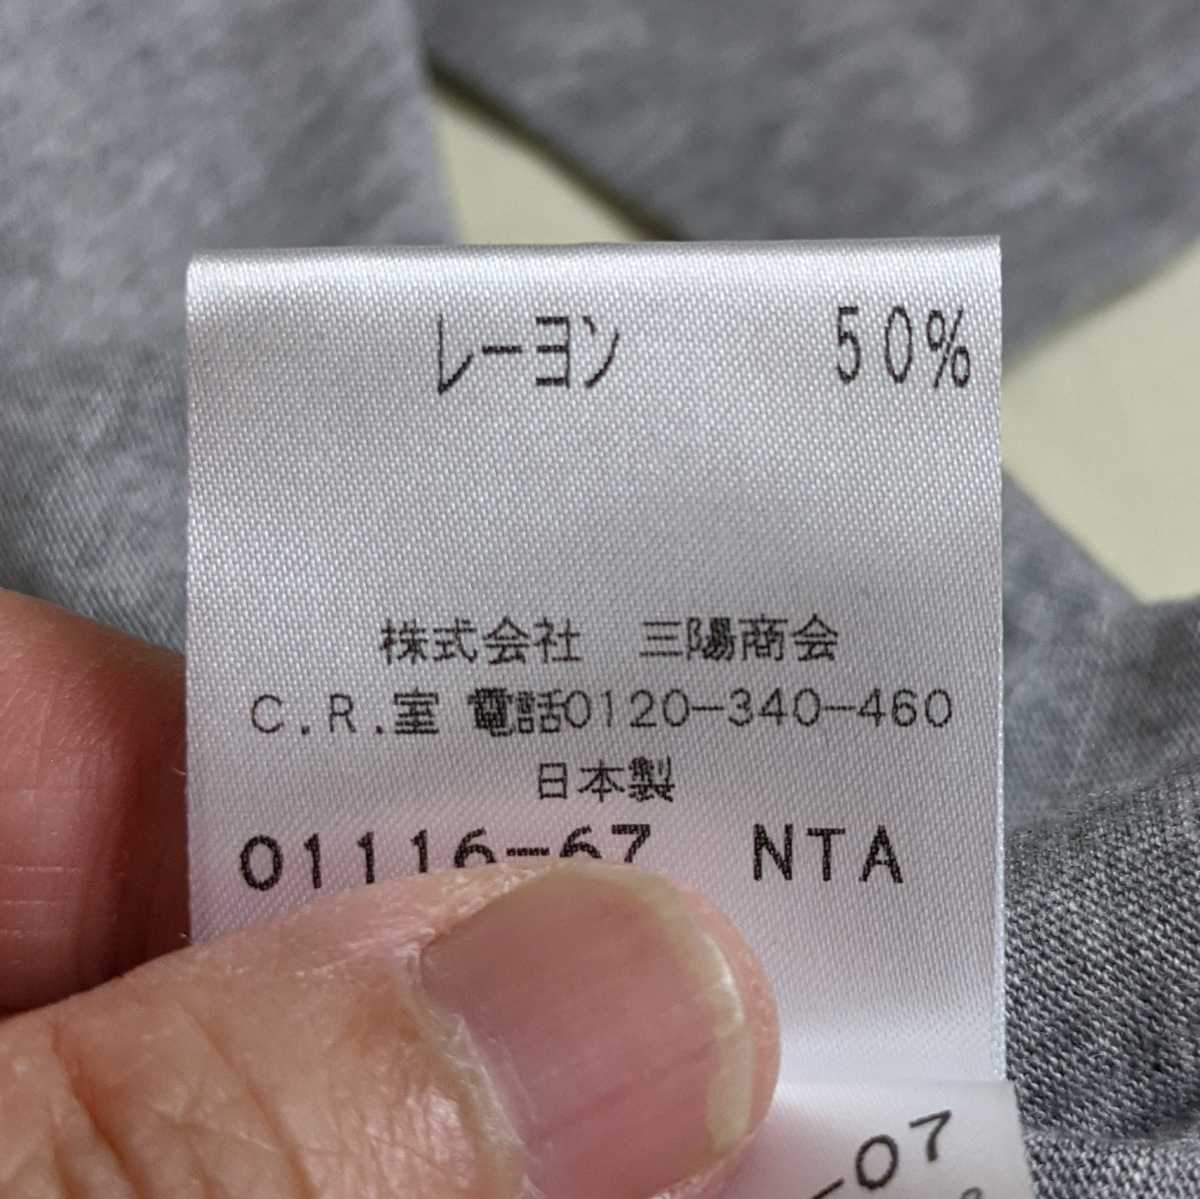 レーヨン 50%
株式会社 三陽商会
C.R.室 電話0120-340-460
日本製
01116-67 NTA
-07